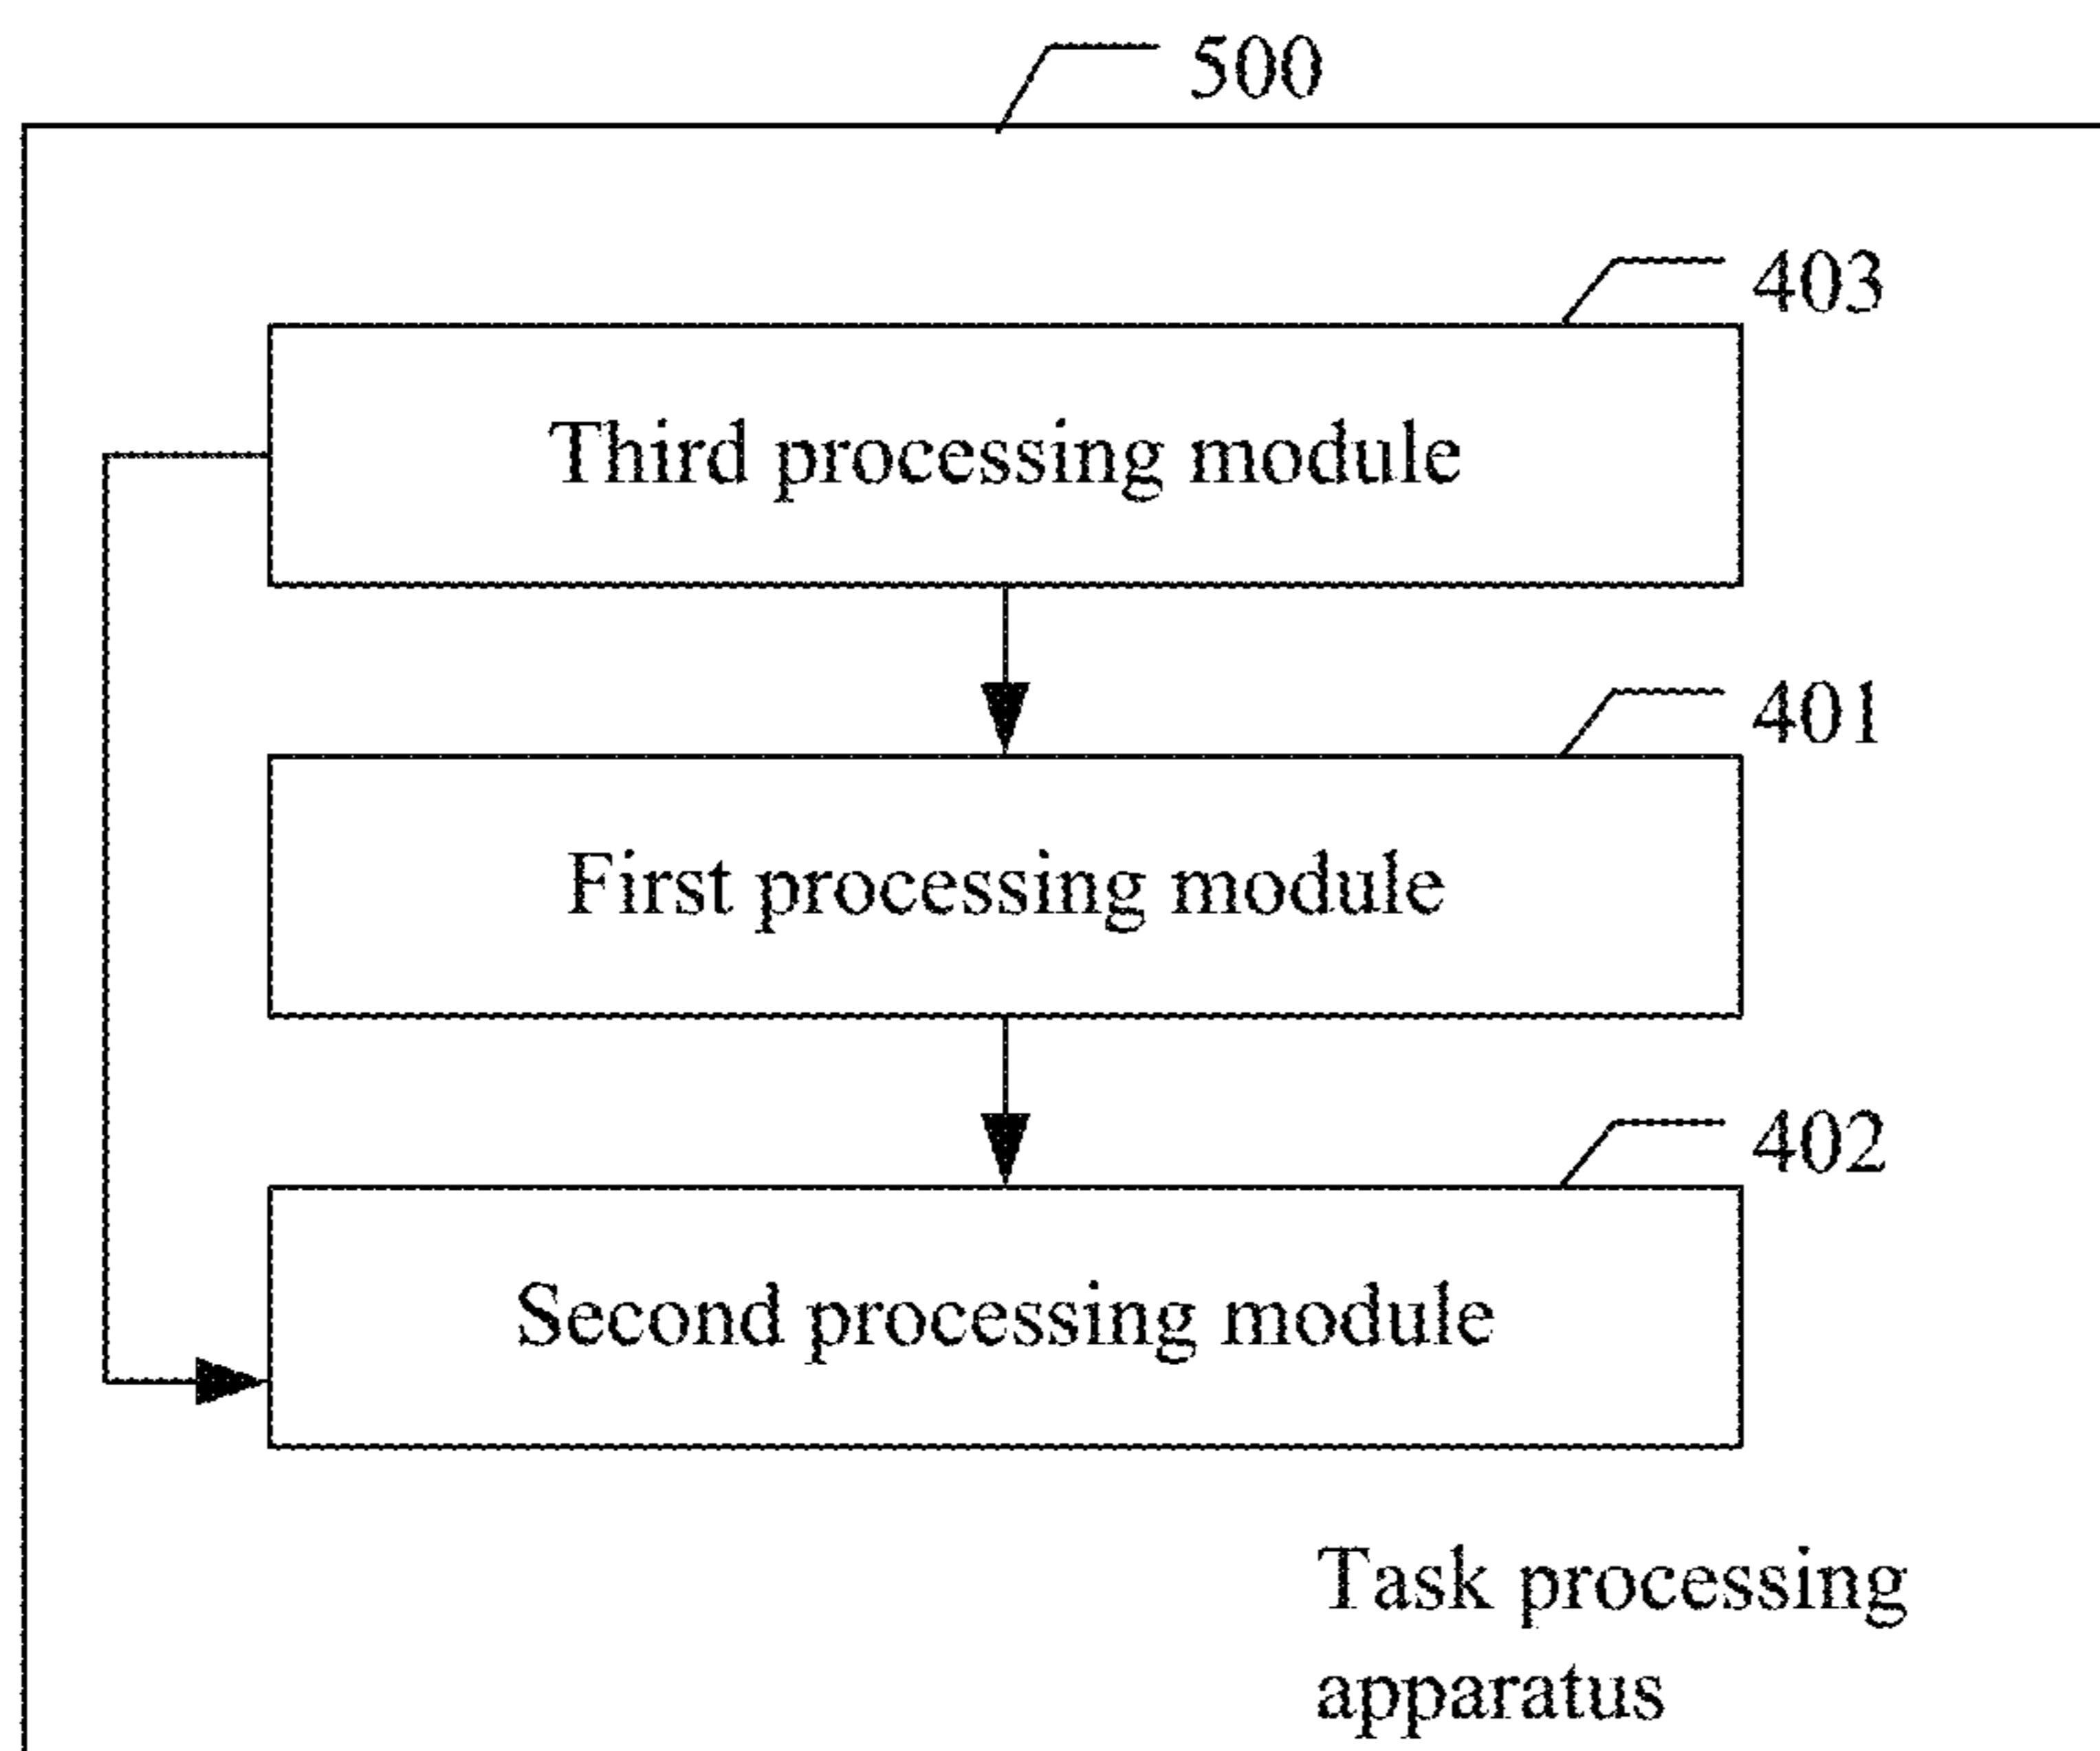 500
403
Third processing module
401
First processing module
402
Second processing module
Task processing
apparatus